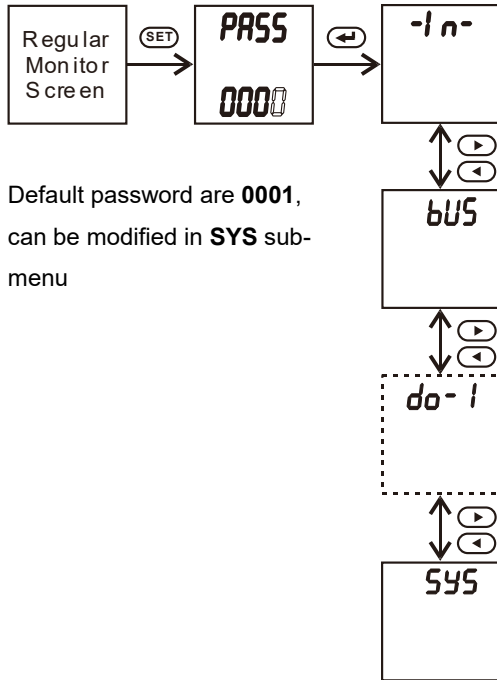 Regular
Monitor
Screen
SET
PASS
0000
-In-
Default password are 0001,
can be modified in SYS sub-
menu
bUS
do-1
SYS